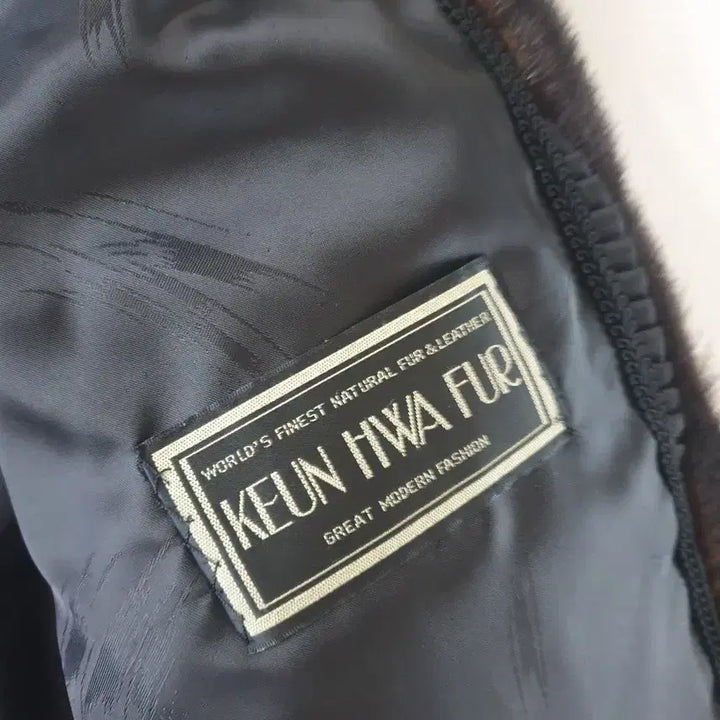 WORLD'S FINEST NATURAL FUR & LEATHER
KEUN HWA FUR
GREAT MODERN FASHION